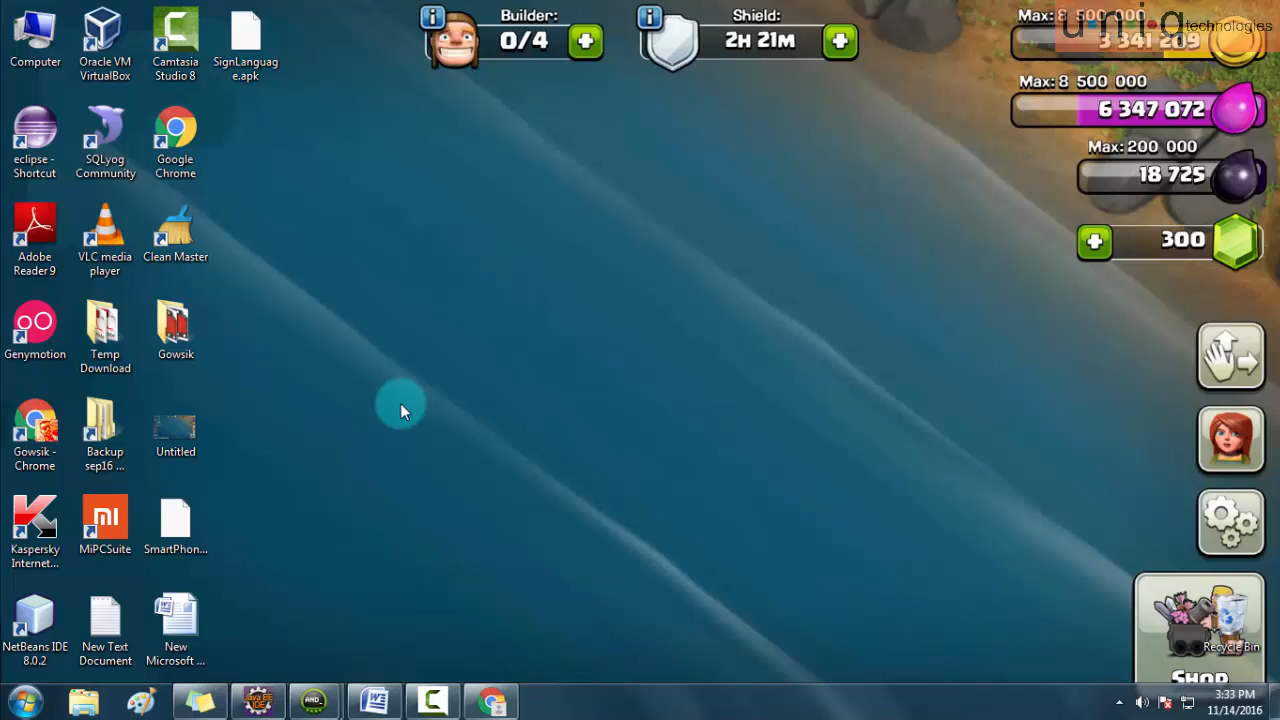 Computer
Oracle VM
VirtualBox
Camtasia
Studio 8
SignLanguag
e.apk
eclipse -
Shortcut
SQLyog
Community
Google
Chrome
Adobe
Reader 9
VLC media
player
Clean Master
Genymotion
Temp
Download
Gowsik
Gowsik -
Chrome
Backup
sep16 ...
Untitled
Kaspersky
Internet...
MiPCSuite
SmartPhon...
NetBeans IDE
8.0.2
New Text
Document
New
Microsoft ...
Builder:
0/4
Shield:
2H 21M
Max: 8 500 000
3 341 209
u-mi-g
technologies
Max: 8 500 000
6 347 072
Max: 200 000
18 725
300
Recycle Bin
SHOP
Java EE
IDE
3:33 PM
11/14/2016